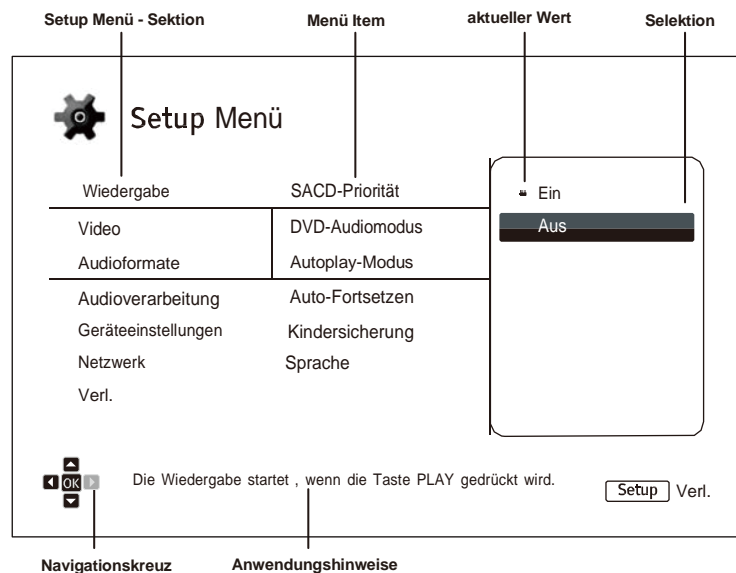 Setup Menü - Sektion Menü Item aktueller Wert Selektion
Setup Menü
Wiedergabe SACD-Priorität Ein
Video DVD-Audiomodus Aus
Audioformate Autoplay-Modus
Audioverarbeitung Auto-Fortsetzen
Geräteeinstellungen Kindersicherung
Netzwerk Sprache
Verl.
OK Die Wiedergabe startet , wenn die Taste PLAY gedrückt wird. Setup Verl.
Navigationskreuz Anwendungshinweise